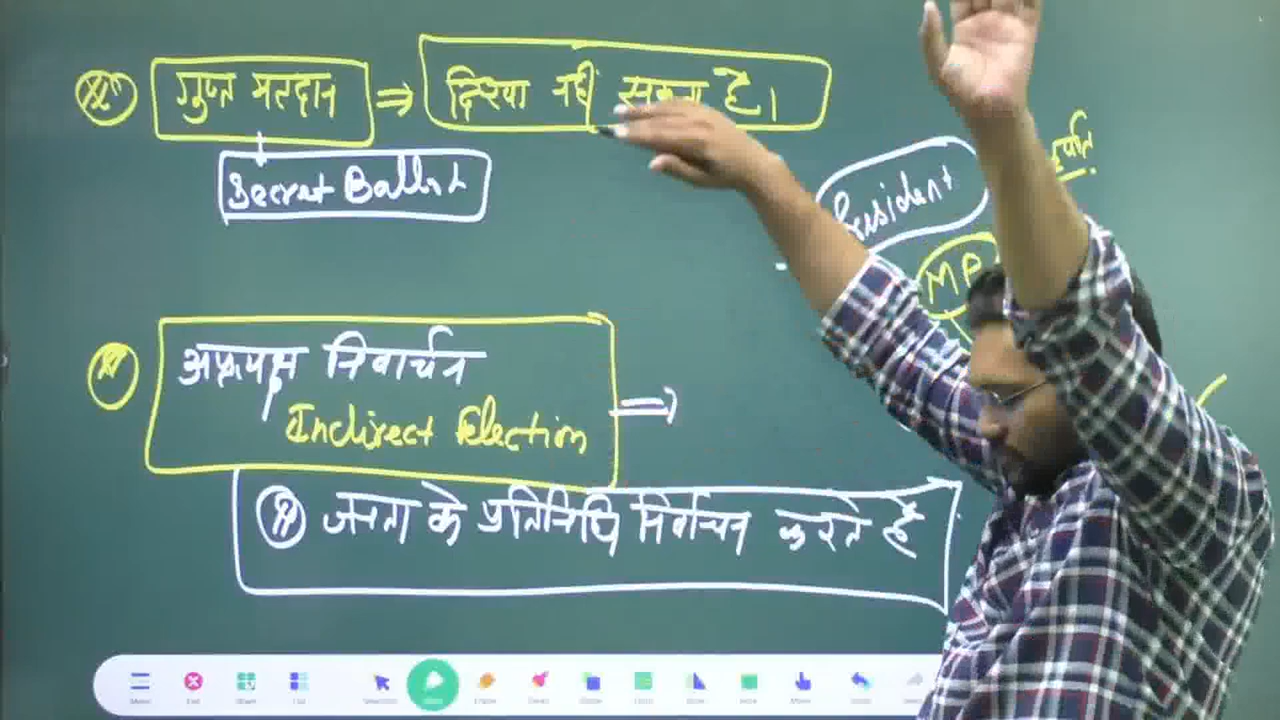 गुप्त मतदान ⇒ दिखा नहीं सकता है।
Secret Ballot
President
MP
अप्रत्यक्ष निर्वाचन
Indirect Election
जनता के प्रतिनिधि निर्वाचन करते हैं